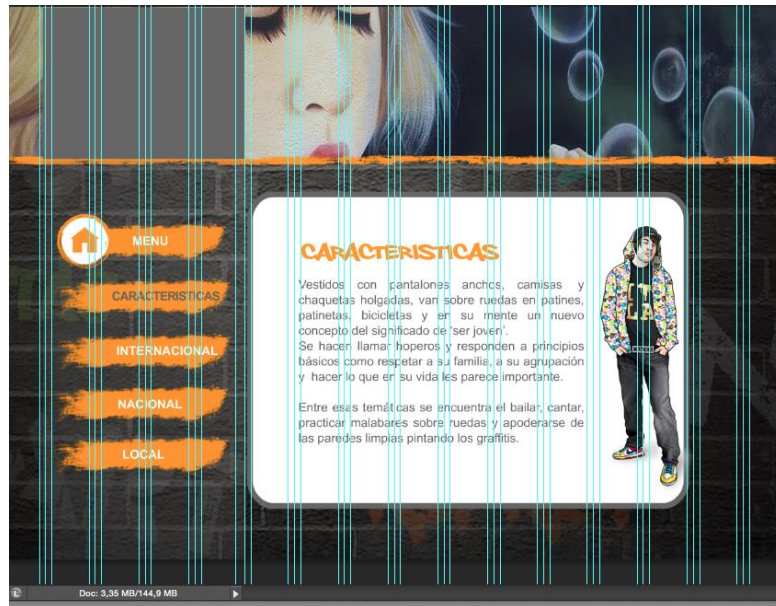 MENU
CARACTERISTICAS
INTERNACIONAL
NACIONAL
LOCAL
CARACTERISTICAS
Vestidos con pantalones anchos, camisas y
chaquetas holgadas, van sobre ruedas en patines,
patinetas, bicicletas y en su mente un nuevo
concepto del significado de 'ser joven'.
Se hacen llamar hoperos y responden a principios
básicos como respetar a su familia, a su agrupación
y hacer lo que en su vida les parece importante.
Entre esas temáticas se encuentra el bailar, cantar,
practicar malabares sobre ruedas y apoderarse de
las paredes limpias pintando los graffitis.
Doc: 3,35 MB/144,9 MB